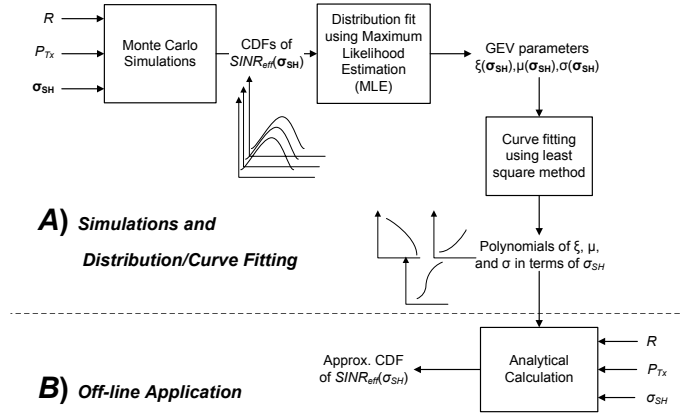 R
P_Tx
σ_SH
Monte Carlo
Simulations
CDFs of
SINR_eff(σ_SH)
Distribution fit
using Maximum
Likelihood
Estimation
(MLE)
GEV parameters
ξ(σ_SH),μ(σ_SH),σ(σ_SH)
Curve fitting
using least
square method
A) Simulations and
Distribution/Curve Fitting
Polynomials of ξ, μ,
and σ in terms of σ_SH
Approx. CDF
of SINR_eff(σ_SH)
Analytical
Calculation
R
P_Tx
σ_SH
B) Off-line Application